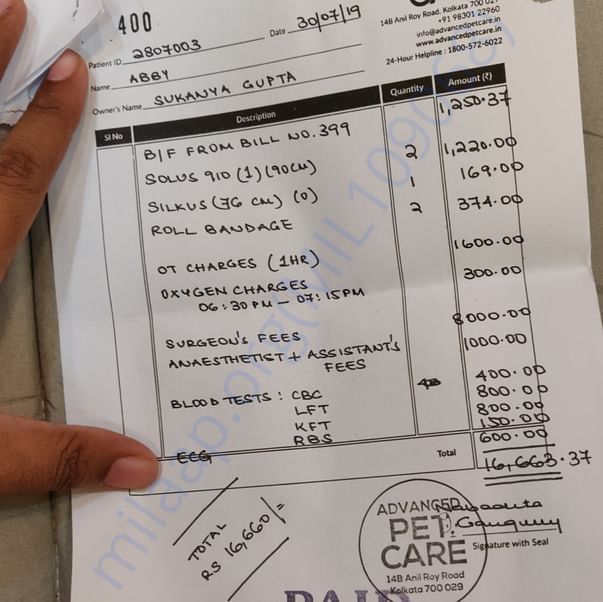 400
14B Anil Roy Road. Kolkata 700 029
+91 98301 22960
info@advancedpetcare.in
www.advancedpetcare.in
24-Hour Helpline : 1800-572-6022
Patient ID 2807003 Date 30/07/19
Name ABBY
Owner's Name SUKANYA GUPTA
Sl No Description Quantity Amount (₹)
B/F FROM BILL NO. 399 1,250.37
SOLUS 910 (1) (90CM) 2 1,220.00
SILKUS (76 CM) (0) 1 169.00
ROLL BANDAGE 2 374.00
OT CHARGES (1HR) 1600.00
OXYGEN CHARGES 300.00
06:30PM – 07:15PM
SURGEON'S FEES 8000.00
ANAESTHETIST + ASSISTANT'S 1000.00
FEES
BLOOD TESTS : CBC 400.00
LFT 800.00
KFT 800.00
RBS 150.00
ECG 600.00
Total 16,663.37
TOTAL
RS 16,660/=
ADVANCED
PET
CARE
14B Anil Roy Road
Kolkata 700 029
Ganguly
Signature with Seal
PAID